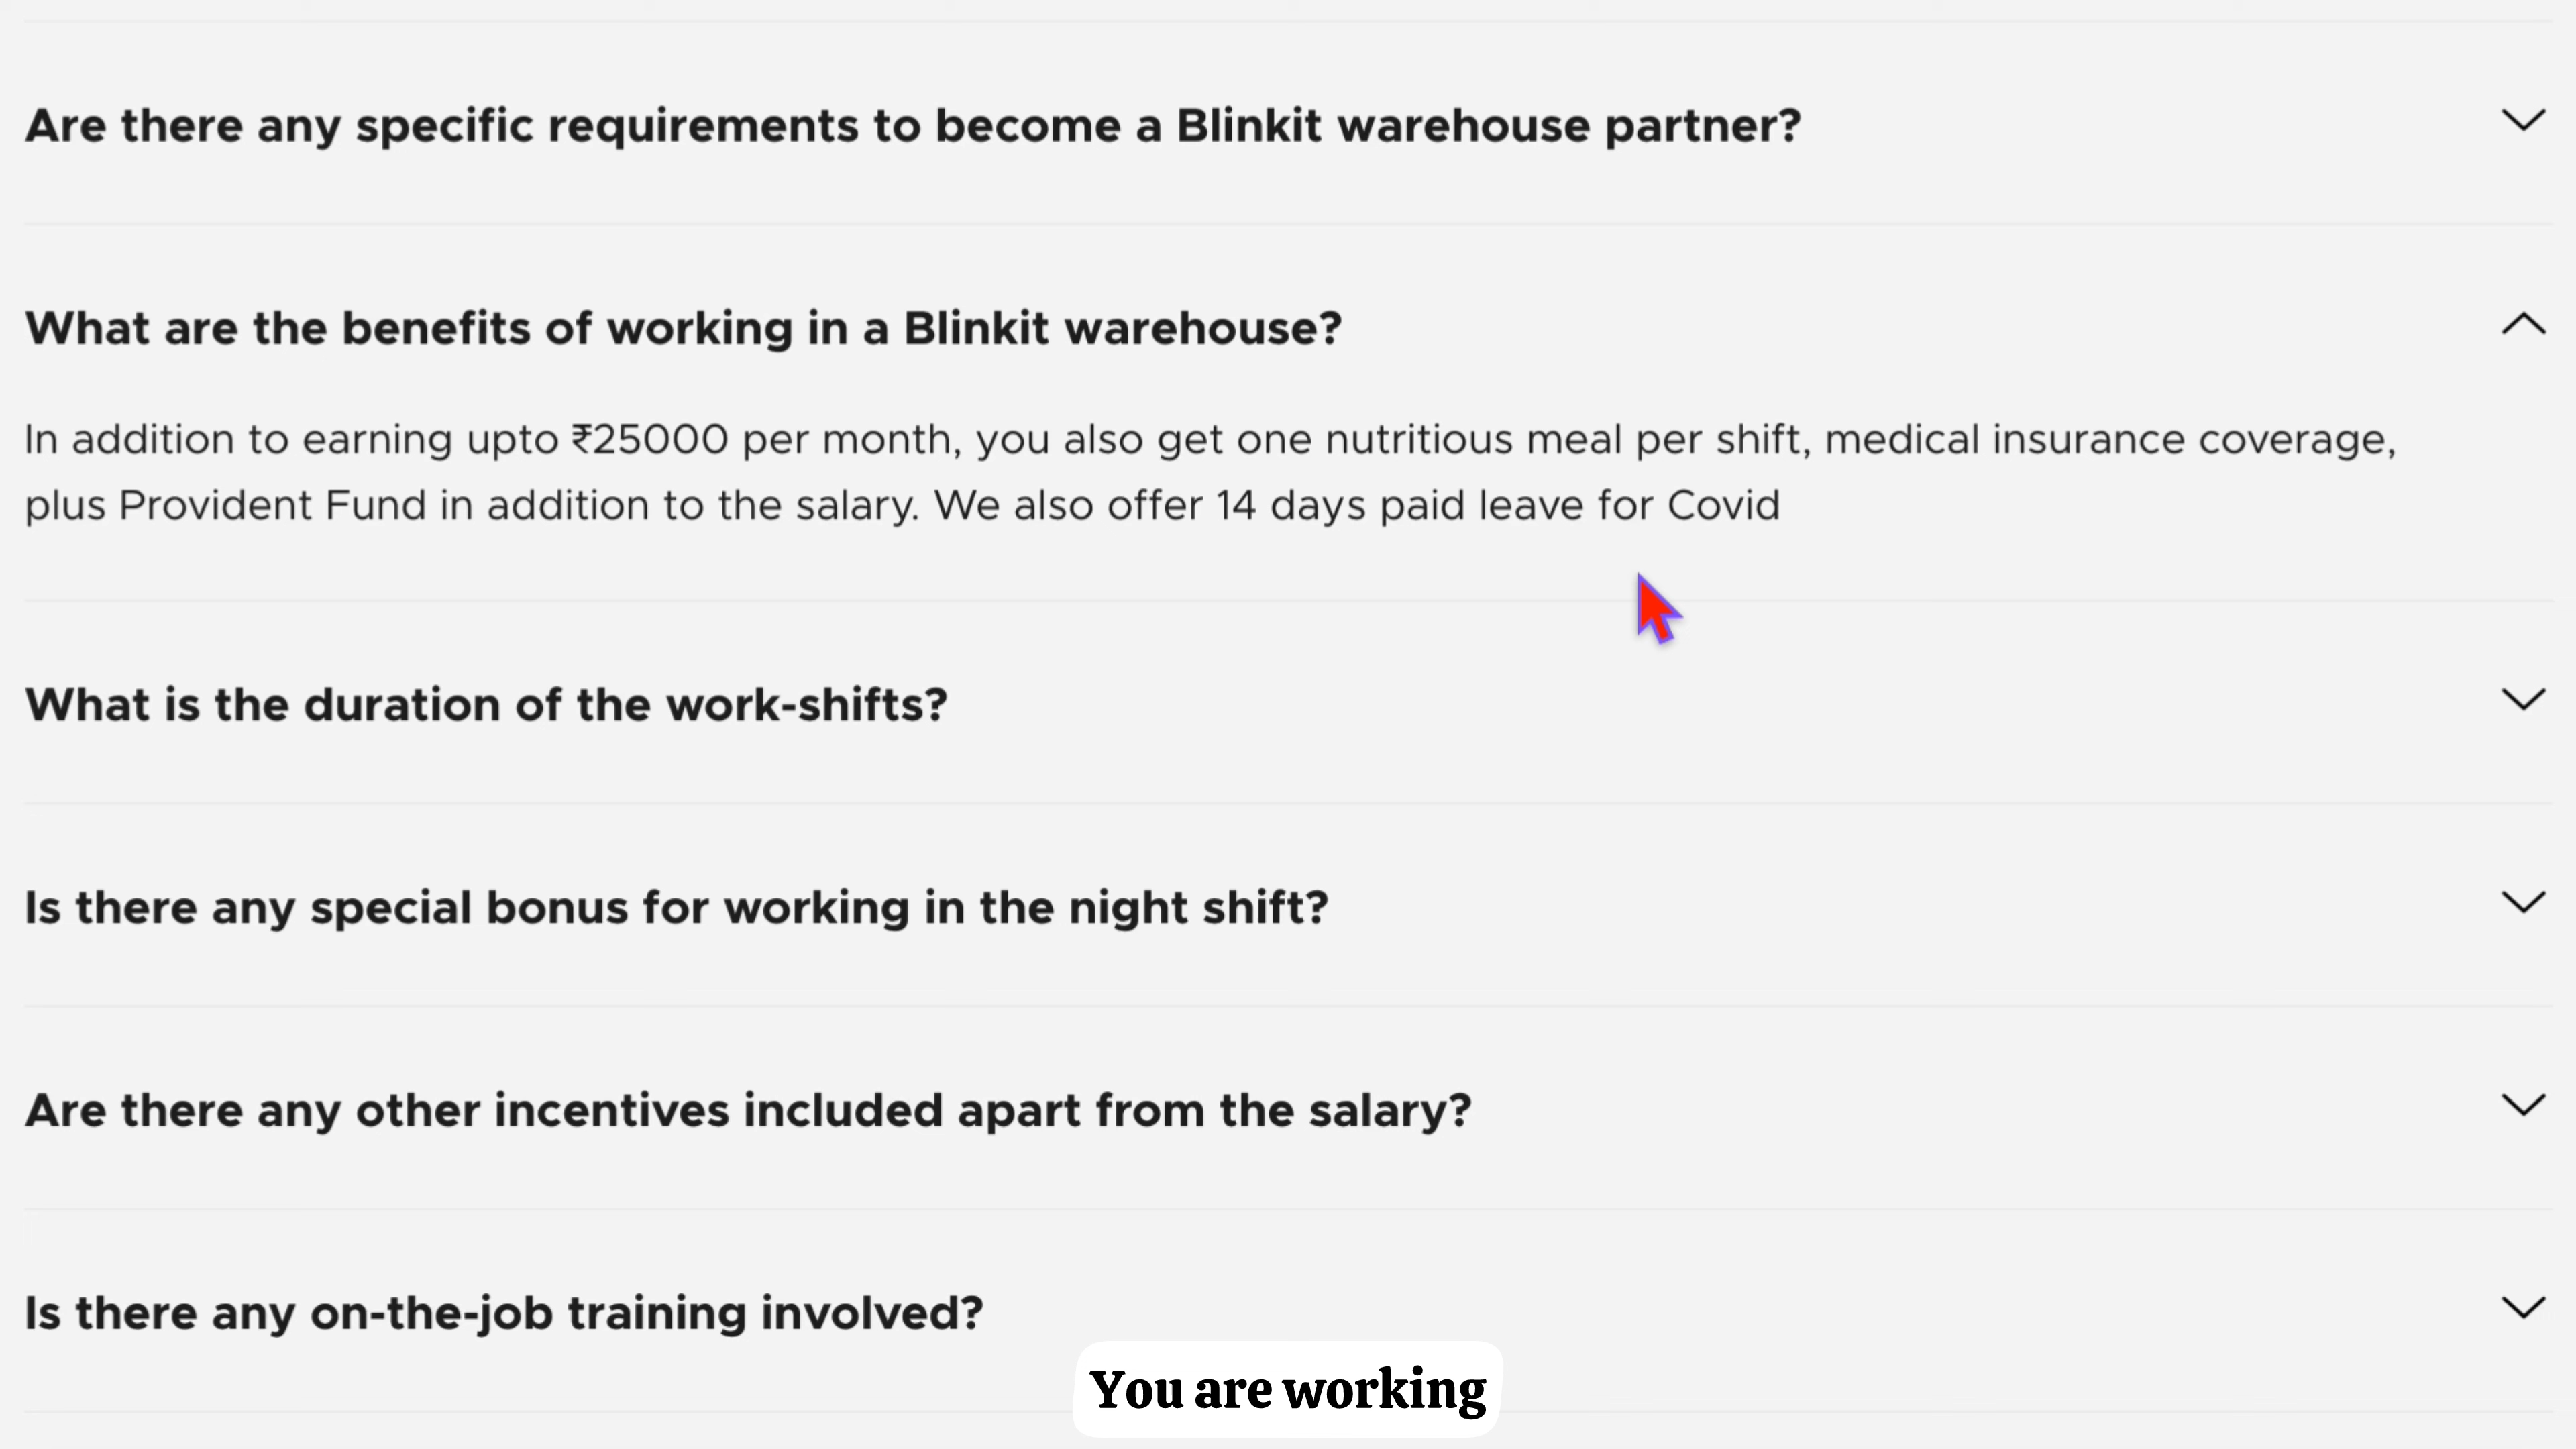 Are there any specific requirements to become a Blinkit warehouse partner?
What are the benefits of working in a Blinkit warehouse?
In addition to earning upto ₹25000 per month, you also get one nutritious meal per shift, medical insurance coverage,
plus Provident Fund in addition to the salary. We also offer 14 days paid leave for Covid
What is the duration of the work-shifts?
Is there any special bonus for working in the night shift?
Are there any other incentives included apart from the salary?
Is there any on-the-job training involved?
You are working